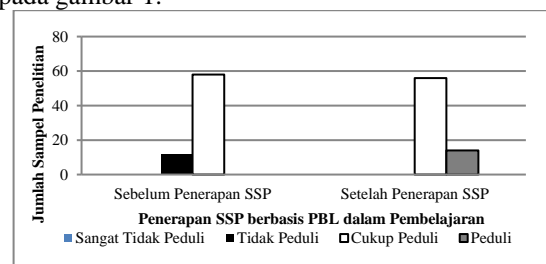 pada gambar 1.
80
60
40
20
0
Jumlah Sampel Penelitian
Sebelum Penerapan SSP Setelah Penerapan SSP
Penerapan SSP berbasis PBL dalam Pembelajaran
Sangat Tidak Peduli Tidak Peduli Cukup Peduli Peduli